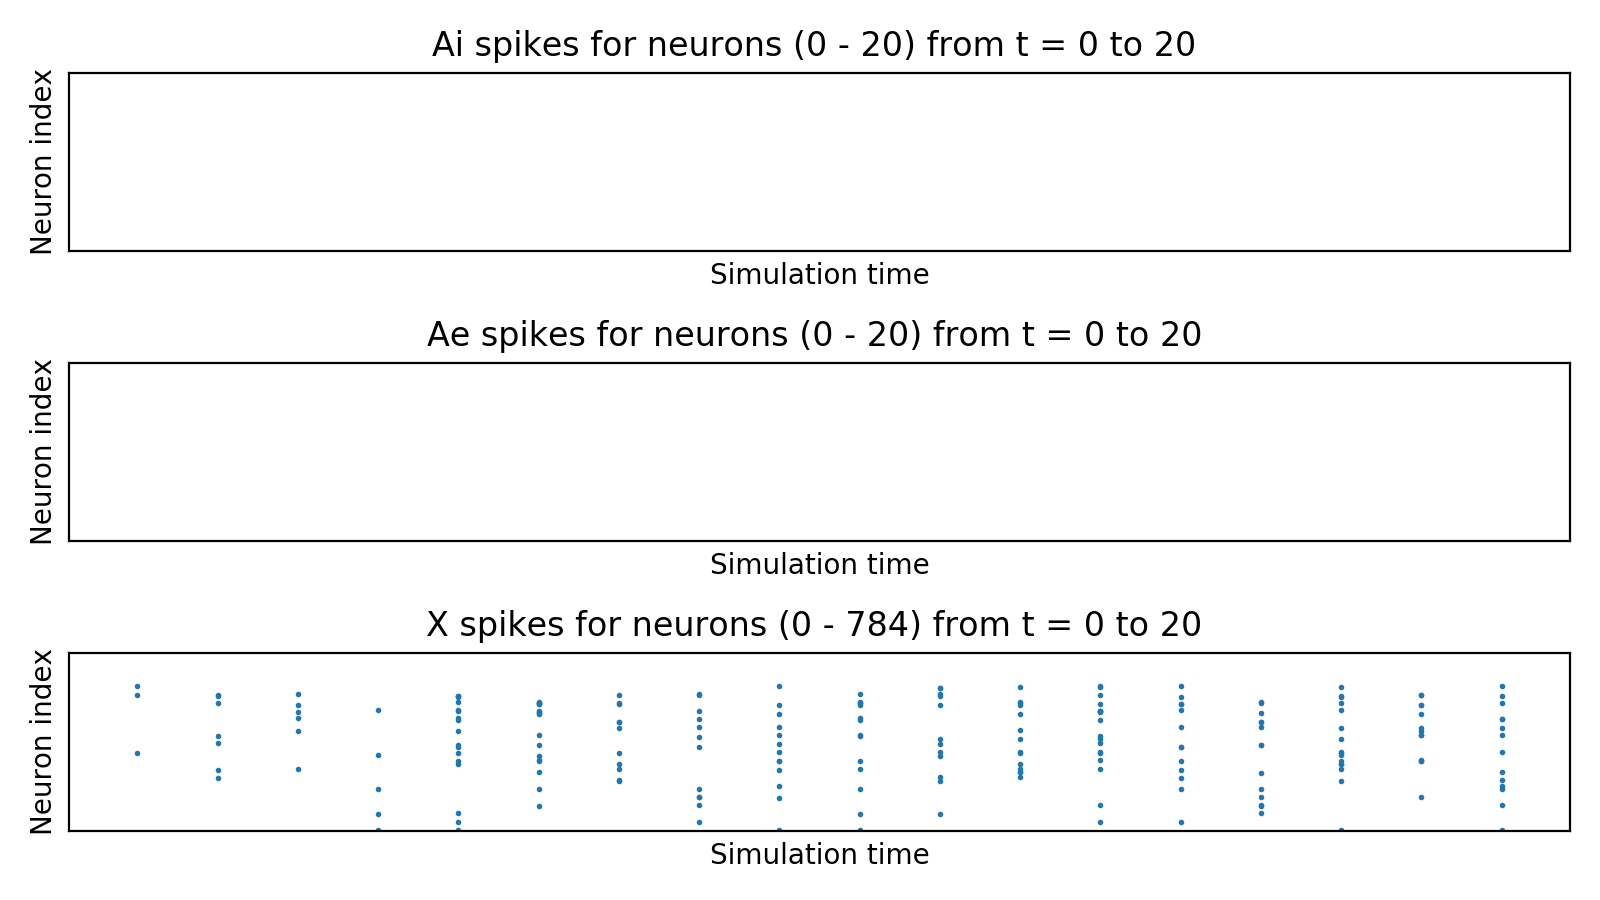 Ai spikes for neurons (0 - 20) from t = 0 to 20
Neuron index
Simulation time
Ae spikes for neurons (0 - 20) from t = 0 to 20
Neuron index
Simulation time
X spikes for neurons (0 - 784) from t = 0 to 20
Neuron index
Simulation time